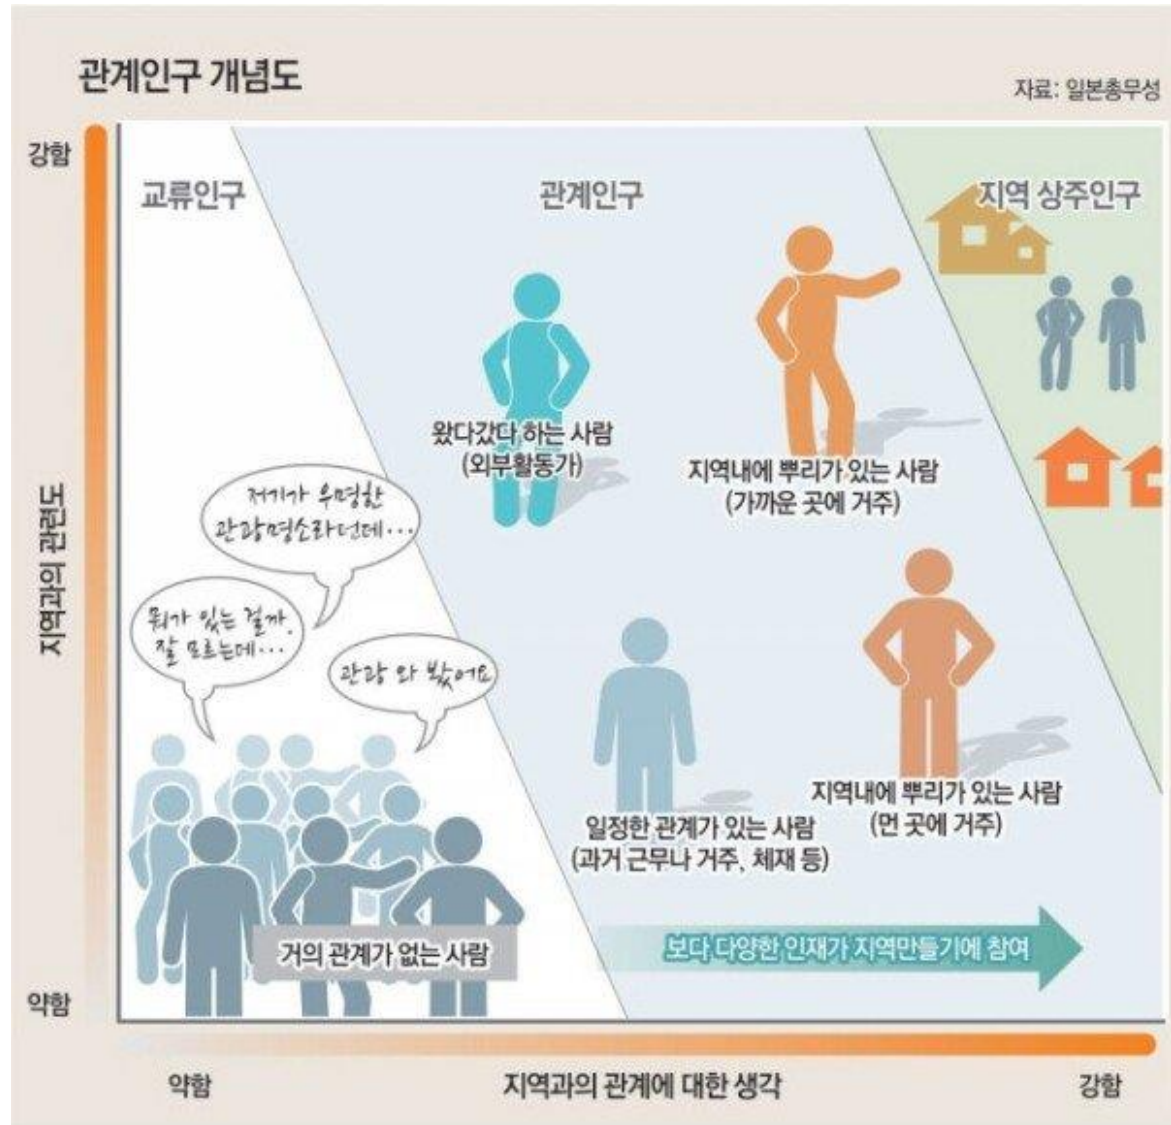 관계인구 개념도
자료: 일본총무성
강함
교류인구
관계인구
지역 상주인구
왔다갔다 하는 사람
(외부활동가)
지역내에 뿌리가 있는 사람
(가까운 곳에 거주)
저기가 우명한
관광명소라던데...
뭐가 있는 걸까,
잘 모르는데...
관광 와 봤어요
지역과의 관련도
지역내에 뿌리가 있는 사람
(먼 곳에 거주)
일정한 관계가 있는 사람
(과거 근무나 거주, 체재 등)
거의 관계가 없는 사람
보다 다양한 인재가 지역만들기에 참여
약함
약함
지역과의 관계에 대한 생각
강함